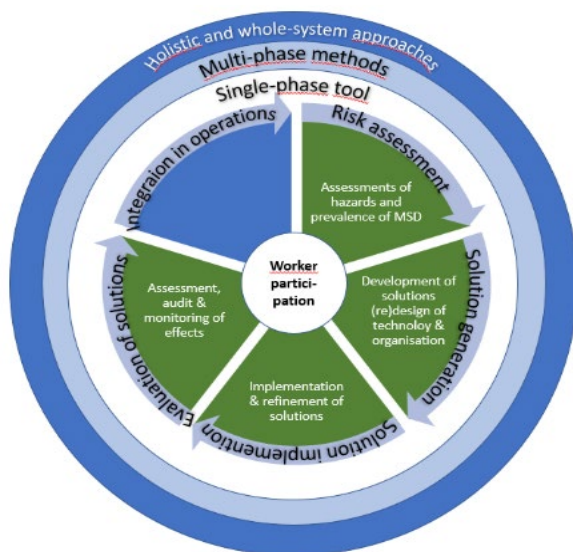 Holistic and whole-system approaches
Multi-phase methods
Single-phase tool
Risk assessment
Assessments of
hazards and
prevalence of MSD
Solution generation
Development of
solutions
(re)design of
technoloy &
organisation
Solution implemention
Implementation
& refinement of
solutions
Evaluation of solutions
Assessment,
audit &
monitoring of
effects
Integraion in operations
Worker
partici-
pation